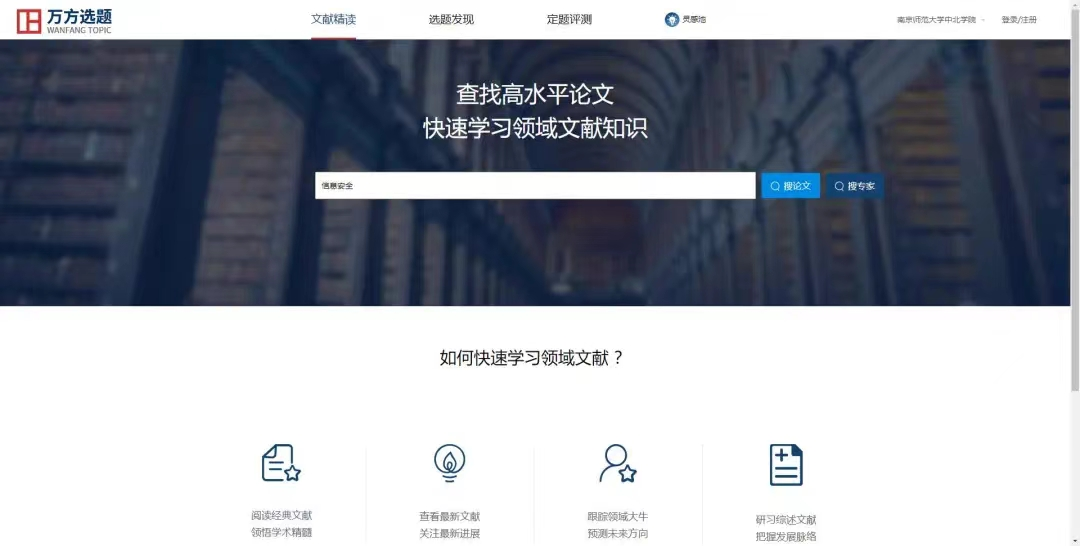 万方选题
WANFANG TOPIC
文献精读
选题发现
定题评测
灵感池
南京师范大学中北学院
登录/注册
查找高水平论文
快速学习领域文献知识
信息安全
搜论文
搜专家
如何快速学习领域文献？
阅读经典文献
领悟学术精髓
查看最新文献
关注最新进展
跟踪领域大牛
预测未来方向
研习综述文献
把握发展脉络